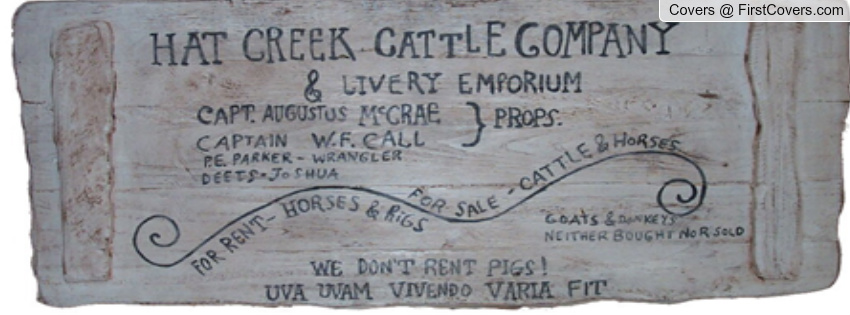 Covers @ FirstCovers.com
HAT CREEK CATTLE COMPANY
& LIVERY EMPORIUM
CAPT. AUGUSTUS McCRAE } PROPS.
CAPTAIN W.F. CALL
P.E. PARKER - WRANGLER
DEETS - JOSHUA
FOR RENT - HORSES & RIGS
FOR SALE - CATTLE & HORSES
GOATS & DONKEYS
NEITHER BOUGHT NOR SOLD
WE DON'T RENT PIGS!
UVA UVAM VIVENDO VARIA FIT